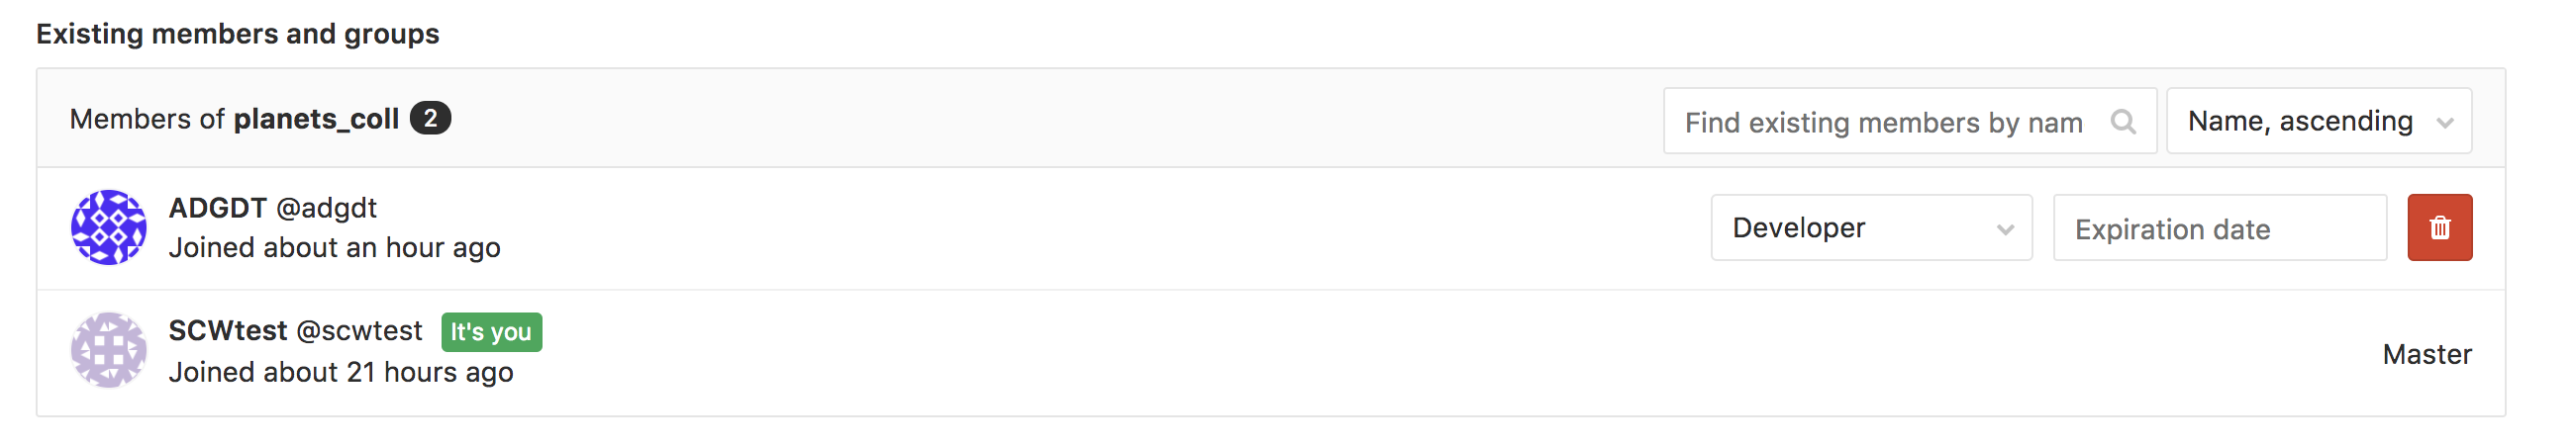 Existing members and groups
Members of planets_coll 2
Find existing members by nam
Name, ascending
ADGDT @adgdt
Joined about an hour ago
Developer
Expiration date
SCWtest @scwtest It's you
Joined about 21 hours ago
Master